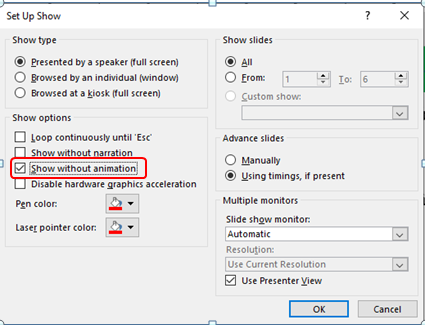 Set Up Show
Show type
Presented by a speaker (full screen)
Browsed by an individual (window)
Browsed at a kiosk (full screen)
Show options
Loop continuously until 'Esc'
Show without narration
Show without animation
Disable hardware graphics acceleration
Pen color:
Laser pointer color:
Show slides
All
From: 1 To: 6
Custom show:
Advance slides
Manually
Using timings, if present
Multiple monitors
Slide show monitor:
Automatic
Resolution:
Use Current Resolution
Use Presenter View
OK Cancel